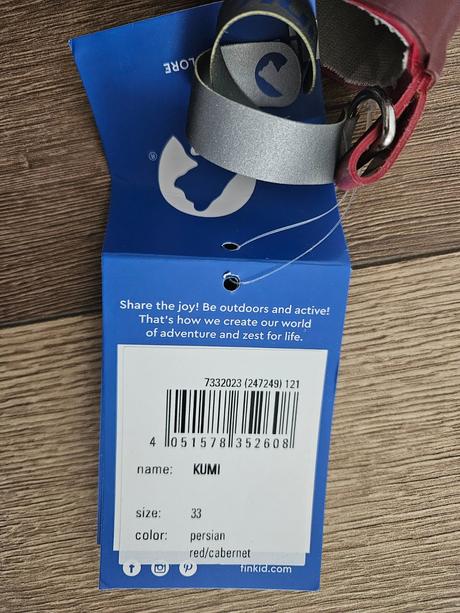 LORE
®
Share the joy! Be outdoors and active!
That's how we create our world
of adventure and zest for life.
7332023 (247249) 121
4 051578 352608
name: KUMI
size: 33
color: persian
red/cabernet
finkid.com